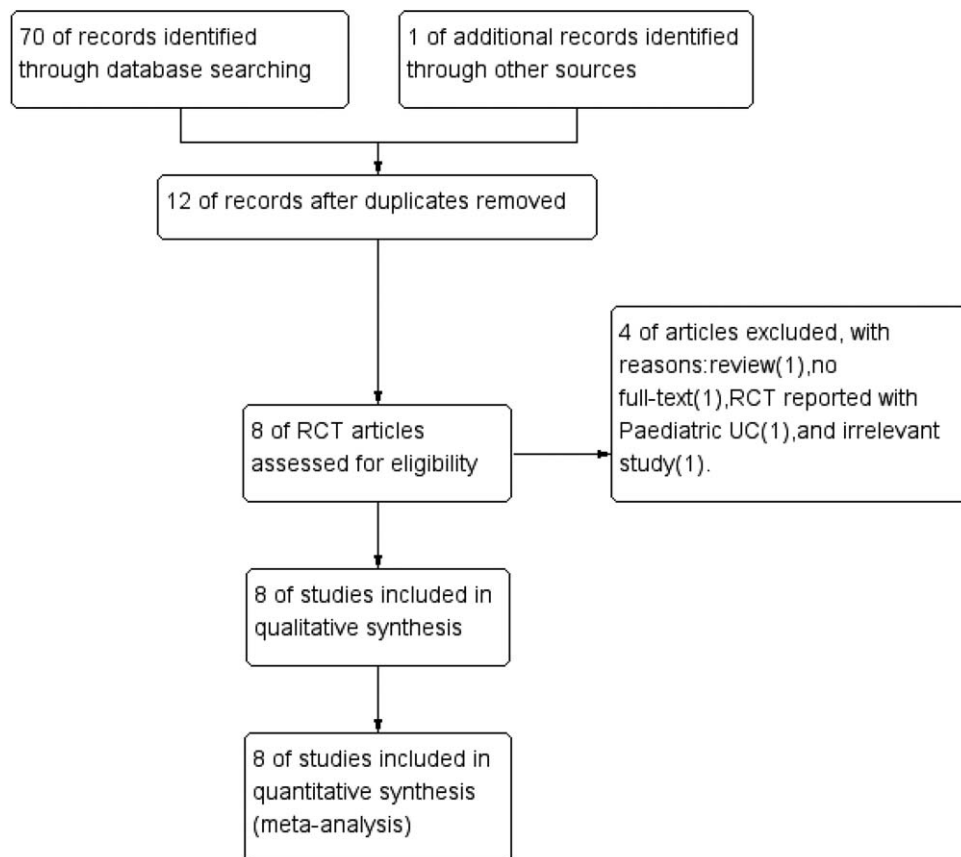 70 of records identified
through database searching
1 of additional records identified
through other sources
12 of records after duplicates removed
4 of articles excluded, with
reasons:review(1),no
full-text(1),RCT reported with
Paediatric UC(1),and irrelevant
study(1).
8 of RCT articles
assessed for eligibility
8 of studies included in
qualitative synthesis
8 of studies included in
quantitative synthesis
(meta-analysis)